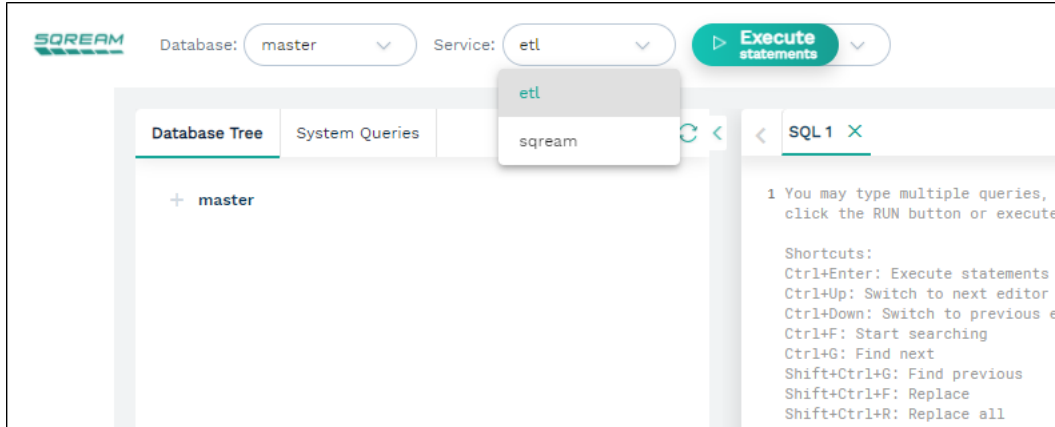 SQREAM
Database: master
Service: etl
Execute
statements
etl
sqream
Database Tree
System Queries
master
SQL 1
1 You may type multiple queries,
click the RUN button or execute
Shortcuts:
Ctrl+Enter: Execute statements
Ctrl+Up: Switch to next editor
Ctrl+Down: Switch to previous e
Ctrl+F: Start searching
Ctrl+G: Find next
Shift+Ctrl+G: Find previous
Shift+Ctrl+F: Replace
Shift+Ctrl+R: Replace all